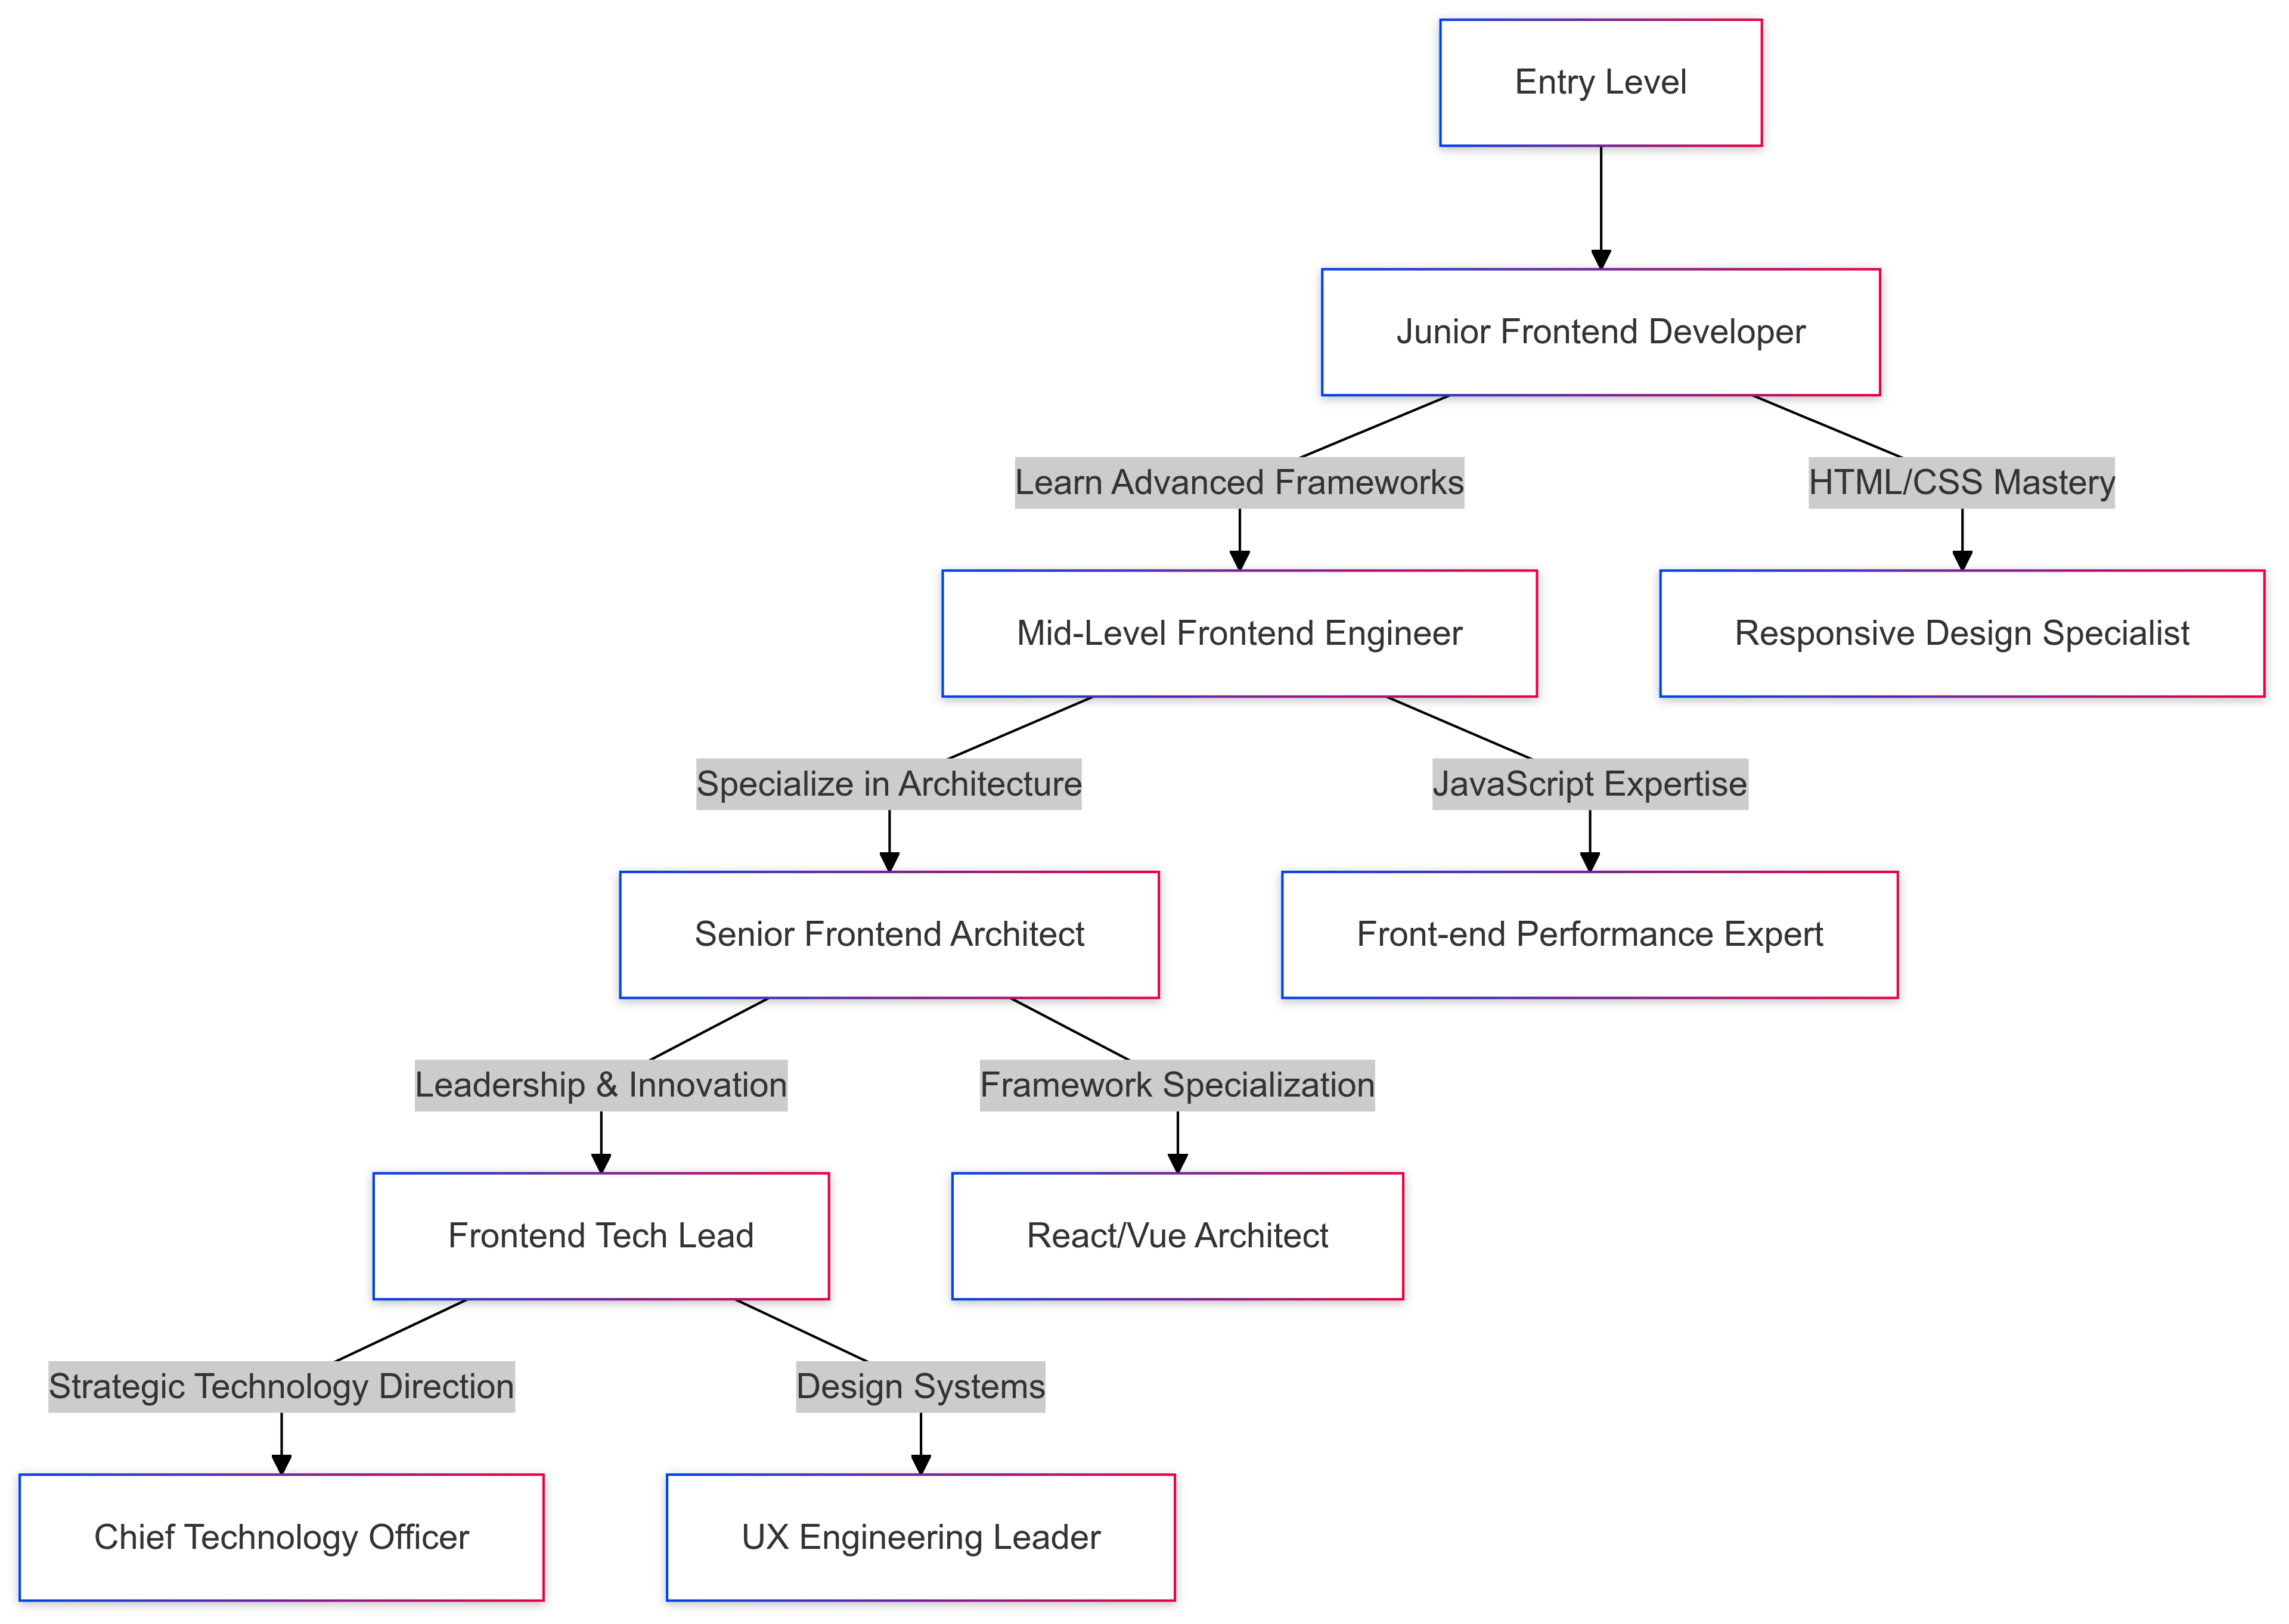 Entry Level
Junior Frontend Developer
Learn Advanced Frameworks
HTML/CSS Mastery
Mid-Level Frontend Engineer
Responsive Design Specialist
Specialize in Architecture
JavaScript Expertise
Senior Frontend Architect
Front-end Performance Expert
Leadership & Innovation
Framework Specialization
Frontend Tech Lead
React/Vue Architect
Strategic Technology Direction
Design Systems
Chief Technology Officer
UX Engineering Leader